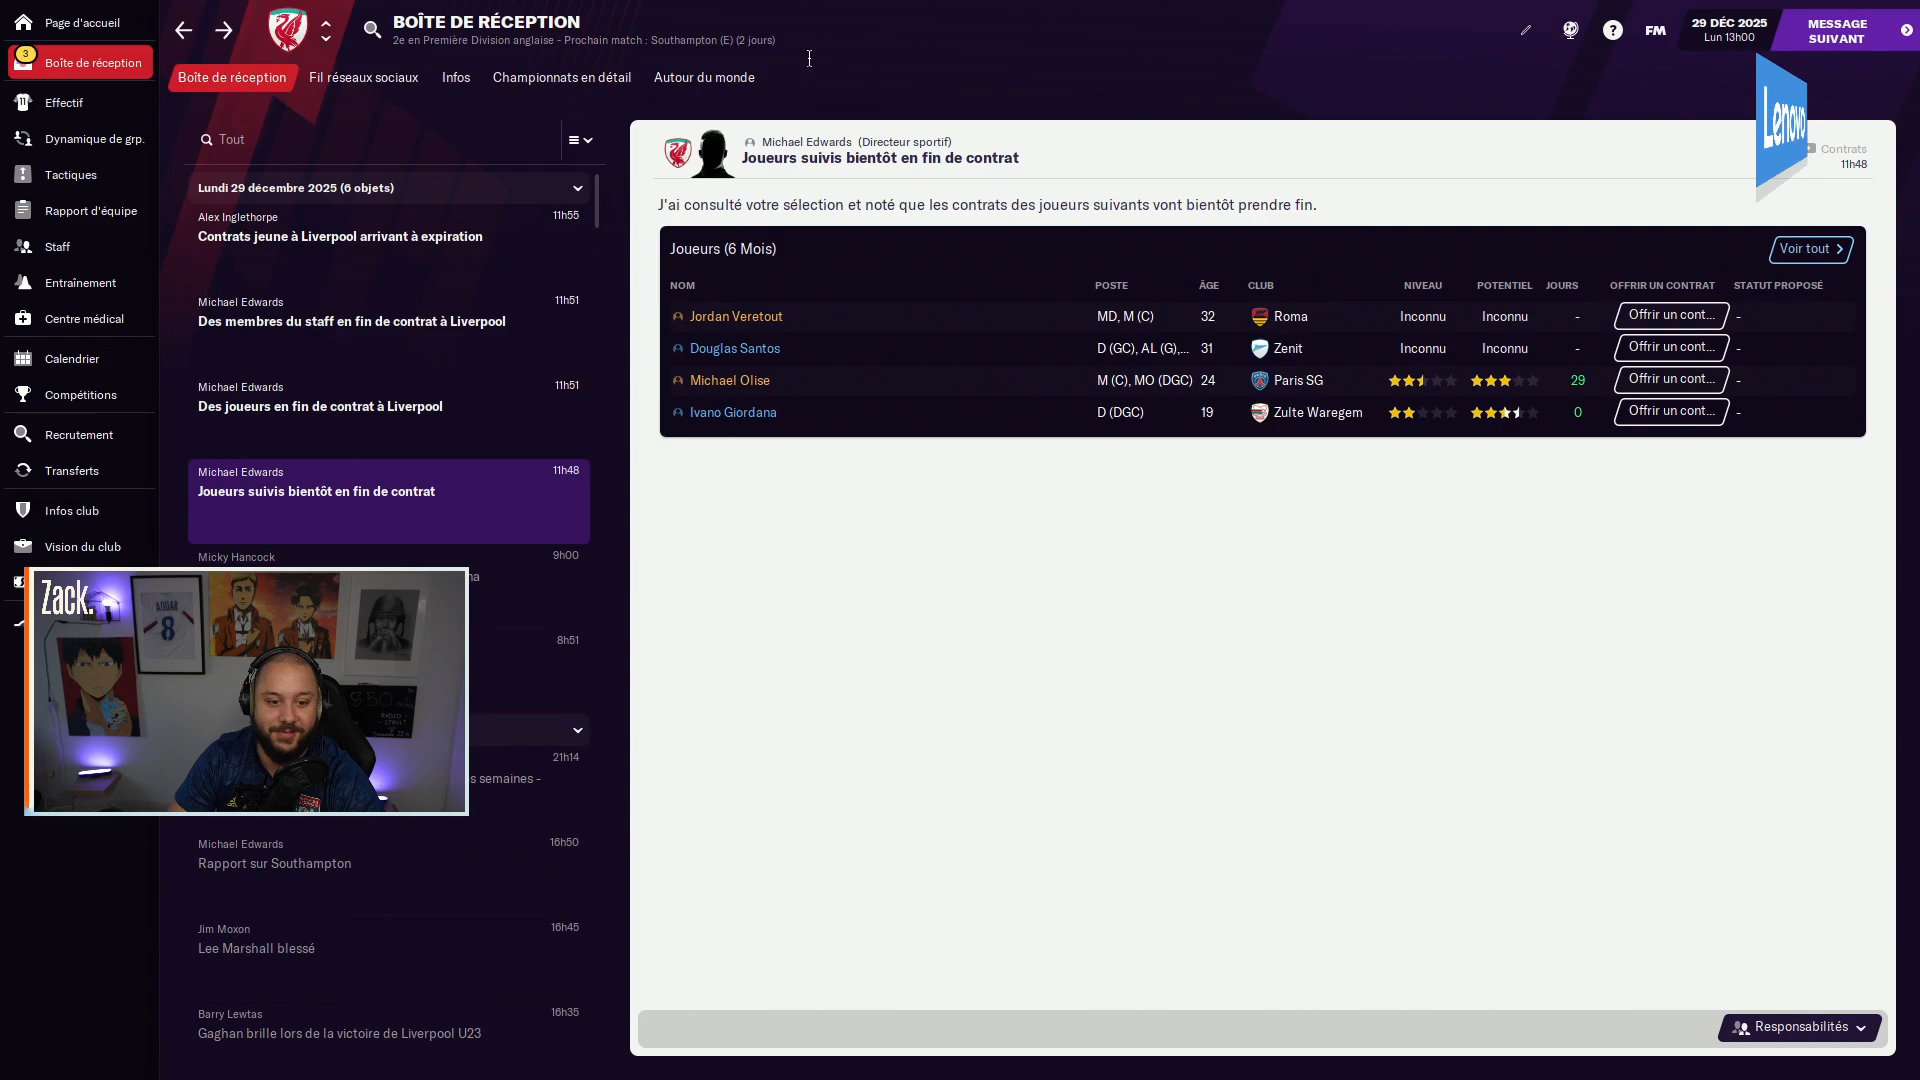 Page d'accueil
3
Boîte de réception
Effectif
Dynamique de grp.
Tactiques
Rapport d'équipe
Staff
Entraînement
Centre médical
Calendrier
Compétitions
Recrutement
Transferts
Infos club
Vision du club
BOÎTE DE RÉCEPTION
2e en Première Division anglaise - Prochain match : Southampton (E) (2 jours)
FM
29 DÉC 2025
Lun 13h00
MESSAGE
SUIVANT
Boîte de réception
Fil réseaux sociaux
Infos
Championnats en détail
Autour du monde
Tout
Lundi 29 décembre 2025 (6 objets)
Alex Inglethorpe 11h55
Contrats jeune à Liverpool arrivant à expiration
Michael Edwards 11h51
Des membres du staff en fin de contrat à Liverpool
Michael Edwards 11h51
Des joueurs en fin de contrat à Liverpool
Michael Edwards 11h48
Joueurs suivis bientôt en fin de contrat
Micky Hancock 9h00
na
8h51
21h14
s semaines -
Michael Edwards 16h50
Rapport sur Southampton
Jim Moxon 16h45
Lee Marshall blessé
Barry Lewtas 16h35
Gaghan brille lors de la victoire de Liverpool U23
Zack.
AOUAR
8
Lenovo
Michael Edwards (Directeur sportif)
Joueurs suivis bientôt en fin de contrat
Contrats
11h48
J'ai consulté votre sélection et noté que les contrats des joueurs suivants vont bientôt prendre fin.
Joueurs (6 Mois)
Voir tout
NOM POSTE ÂGE CLUB NIVEAU POTENTIEL JOURS OFFRIR UN CONTRAT STATUT PROPOSÉ
Jordan Veretout MD, M (C) 32 Roma Inconnu Inconnu - Offrir un cont... -
Douglas Santos D (GC), AL (G),... 31 Zenit Inconnu Inconnu - Offrir un cont... -
Michael Olise M (C), MO (DGC) 24 Paris SG 29 Offrir un cont... -
Ivano Giordana D (DGC) 19 Zulte Waregem 0 Offrir un cont... -
Responsabilités